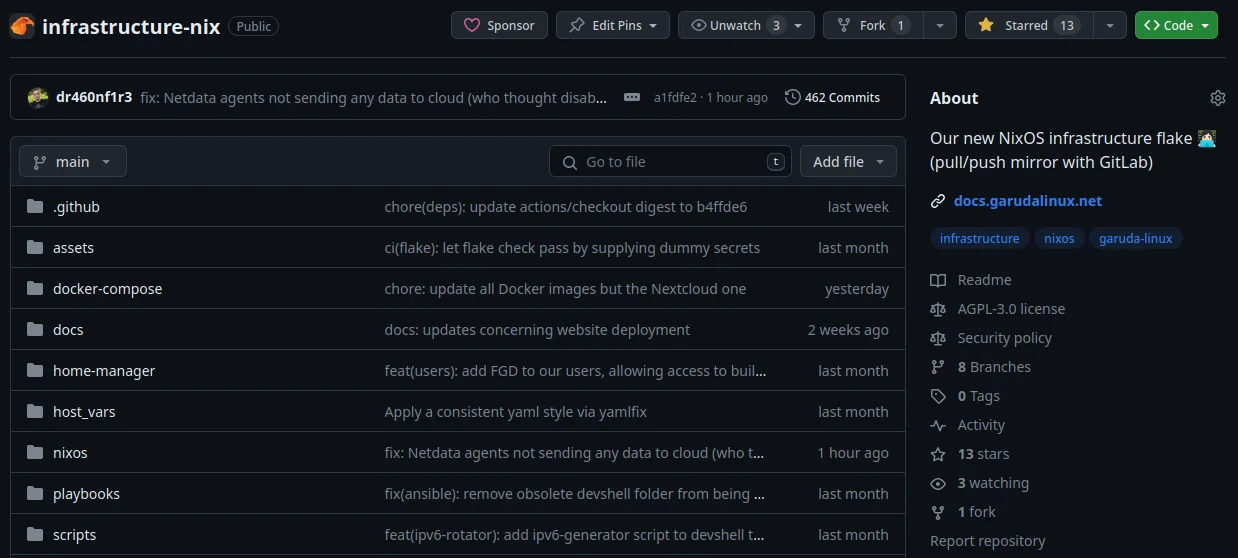 infrastructure-nix Public Sponsor Edit Pins Unwatch 3 Fork 1 Starred 13 Code
dr460nf1r3 fix: Netdata agents not sending any data to cloud (who thought disab... a1fdfe2 · 1 hour ago 462 Commits
main Go to file t Add file
.github chore(deps): update actions/checkout digest to b4ffde6 last week
assets ci(flake): let flake check pass by supplying dummy secrets last month
docker-compose chore: update all Docker images but the Nextcloud one yesterday
docs docs: updates concerning website deployment 2 weeks ago
home-manager feat(users): add FGD to our users, allowing access to buil... last month
host_vars Apply a consistent yaml style via yamlfix last month
nixos fix: Netdata agents not sending any data to cloud (who t... 1 hour ago
playbooks fix(ansible): remove obsolete devshell folder from being ... last month
scripts feat(ipv6-rotator): add ipv6-generator script to devshell t... last month
About
Our new NixOS infrastructure flake 👩🏻‍💻
(pull/push mirror with GitLab)
docs.garudalinux.net
infrastructure nixos garuda-linux
Readme
AGPL-3.0 license
Security policy
8 Branches
0 Tags
Activity
13 stars
3 watching
1 fork
Report repository